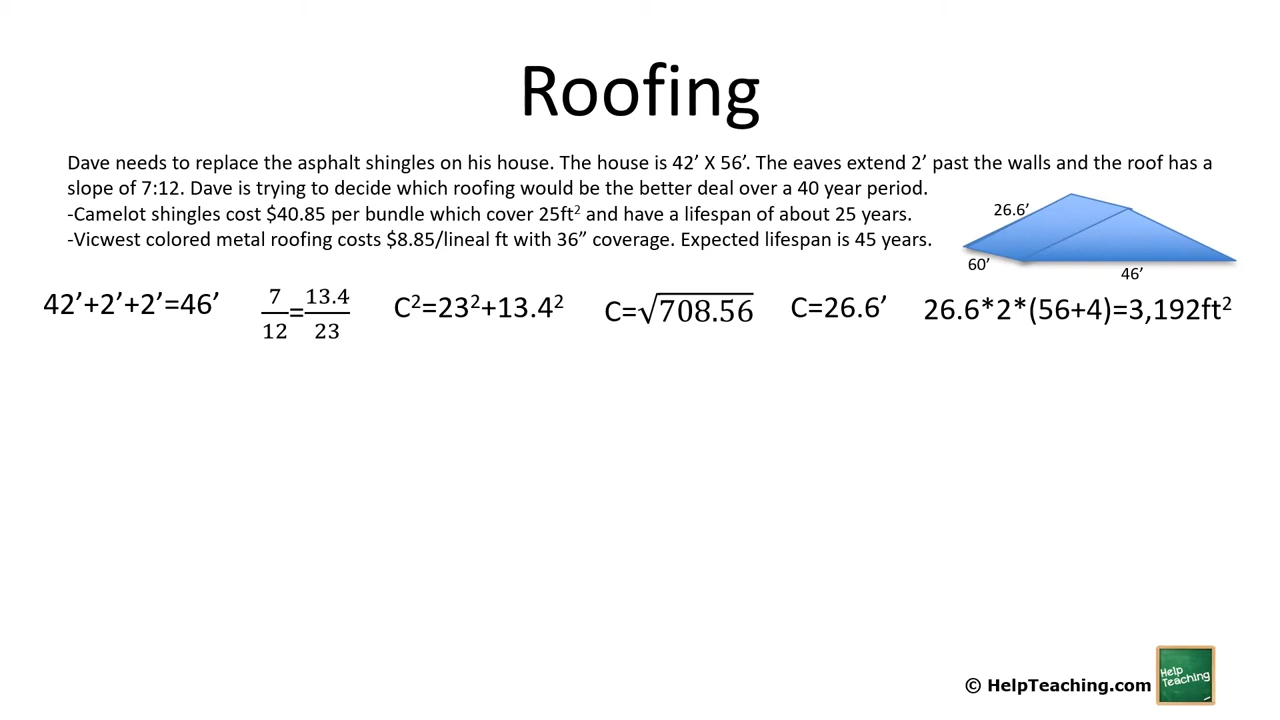 Roofing
Dave needs to replace the asphalt shingles on his house. The house is 42’ X 56’. The eaves extend 2’ past the walls and the roof has a
slope of 7:12. Dave is trying to decide which roofing would be the better deal over a 40 year period.
-Camelot shingles cost $40.85 per bundle which cover 25ft² and have a lifespan of about 25 years.
-Vicwest colored metal roofing costs $8.85/lineal ft with 36” coverage. Expected lifespan is 45 years.
26.6’
60’
46’
42’+2’+2’=46’
7/12=13.4/23
C²=23²+13.4²
C=√708.56
C=26.6’
26.6*2*(56+4)=3,192ft²
© HelpTeaching.com
Help
Teaching